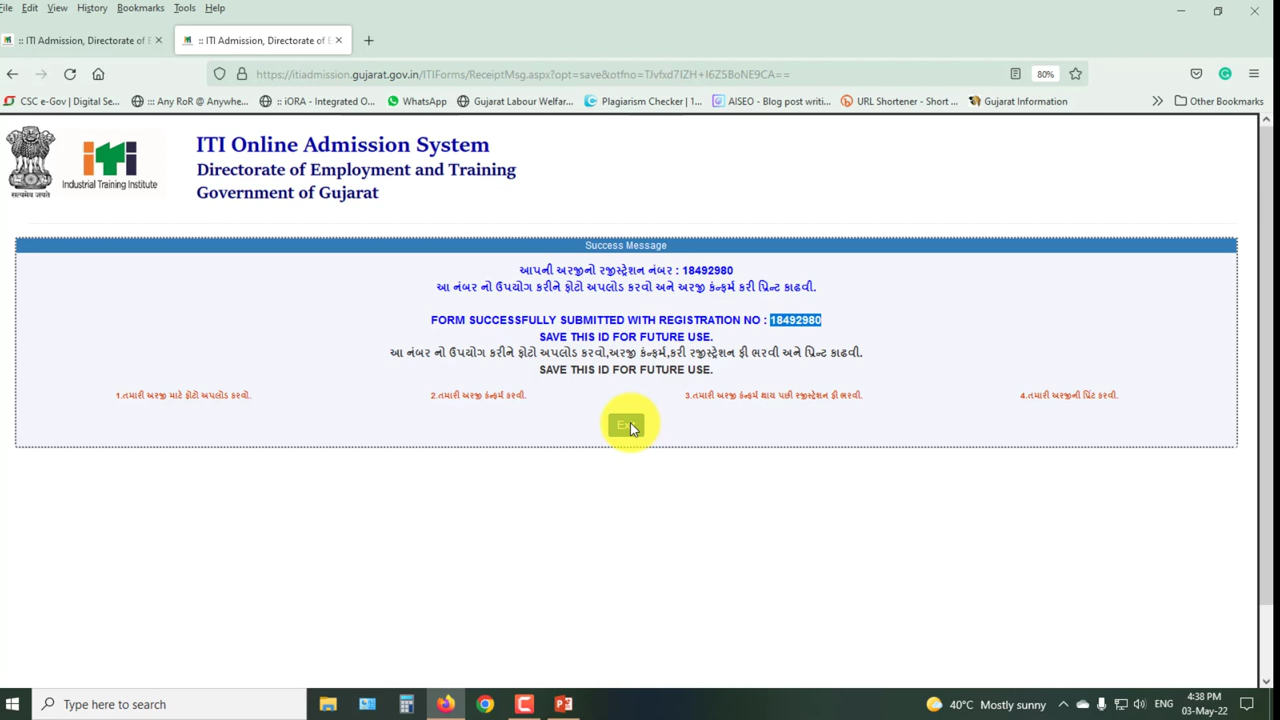 File Edit View History Bookmarks Tools Help
:: ITI Admission, Directorate of E
:: ITI Admission, Directorate of E
https://itiadmission.gujarat.gov.in/ITIForms/ReceiptMsg.aspx?opt=save&otfno=TJvfxd7IZH+I6Z5BoNE9CA==
80%
CSC e-Gov | Digital Se... ::: Any RoR @ Anywhe... :: iORA - Integrated O... WhatsApp Gujarat Labour Welfar... Plagiarism Checker | 1... AISEO - Blog post writi... URL Shortener - Short ... Gujarat Information Other Bookmarks
सत्यमेव जयते
Industrial Training Institute
ITI Online Admission System
Directorate of Employment and Training
Government of Gujarat
Success Message
આપની અરજીનો રજીસ્ટ્રેશન નંબર : 18492980
આ નંબર નો ઉપયોગ કરીને ફોટો અપલોડ કરવો અને અરજી કંન્ફર્મ કરી પ્રિન્ટ કાઢવી.
FORM SUCCESSFULLY SUBMITTED WITH REGISTRATION NO : 18492980
SAVE THIS ID FOR FUTURE USE.
આ નંબર નો ઉપયોગ કરીને ફોટો અપલોડ કરવો,અરજી કંન્ફર્મ,કરી રજીસ્ટ્રેશન ફી ભરવી અને પ્રિન્ટ કાઢવી.
SAVE THIS ID FOR FUTURE USE.
1.તમારી અરજી માટે ફોટો અપલોડ કરવો. 2.તમારી અરજી કંન્ફર્મ કરવી. 3.તમારી અરજી કંન્ફર્મ થાય પછી રજીસ્ટ્રેશન ફી ભરવી. 4.તમારી અરજીની પ્રિંટ કરવી.
Type here to search
40°C Mostly sunny
ENG
4:38 PM
03-May-22